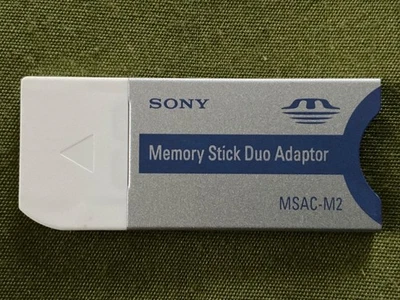 SONY
Memory Stick Duo Adaptor
MSAC-M2